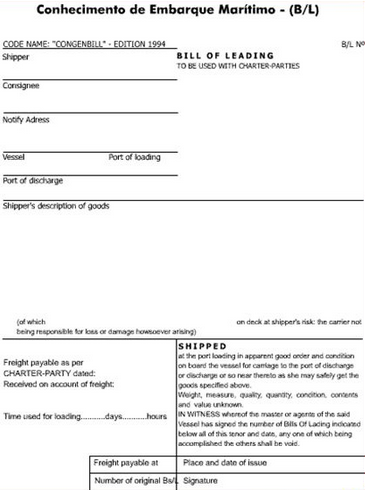 Conhecimento de Embarque Marítimo - (B/L)
CODE NAME: "CONGENBILL" - EDITION 1994
B/L Nº
Shipper
BILL OF LEADING
TO BE USED WITH CHARTER-PARTIES
Consignee
Notify Adress
Vessel Port of loading
Port of discharge
Shipper's description of goods
(of which on deck at shipper's risk: the carrier not
being responsible for loss or damage howsoever arising)
Freight payable as per
CHARTER-PARTY dated:
Received on account of freight:
Time used for loading...........days...........hours
SHIPPED
at the port loading in apparent good order and condition
on board the vessel for carriage to the port of discharge
or discharge or so near thereto as she may safely get the
goods specified above.
Weight, measure, quality, quantity, condition, contents
and value unknown.
IN WITNESS whereof the master or agents of the said
Vessel has signed the number of Bills Of Lading indicated
below all of this tenor and date, any one of which being
accomplished the others shall be void.
Freight payable at
Place and date of issue
Number of original Bs/L
Signature